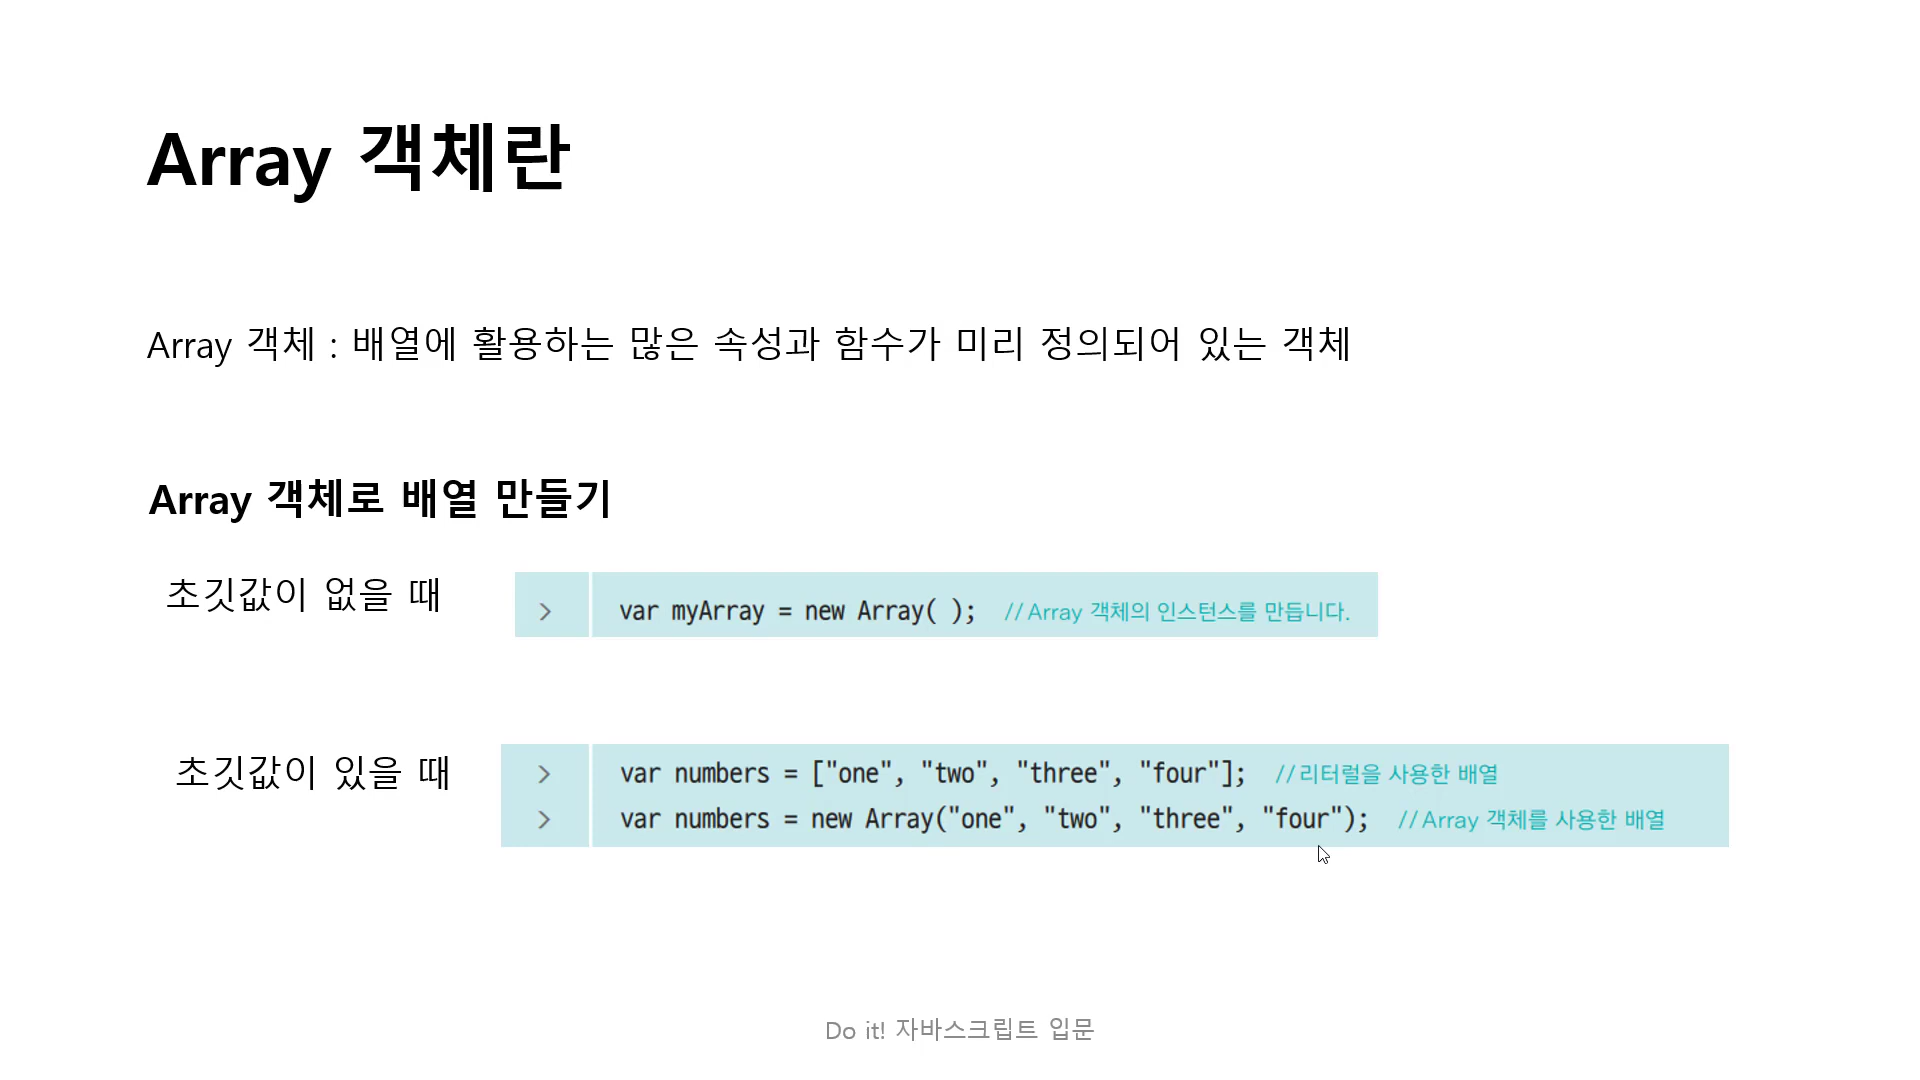 Array 객체란
Array 객체 : 배열에 활용하는 많은 속성과 함수가 미리 정의되어 있는 객체
Array 객체로 배열 만들기
초깃값이 없을 때
> var myArray = new Array( ); //Array 객체의 인스턴스를 만듭니다.
초깃값이 있을 때
> var numbers = ["one", "two", "three", "four"]; //리터럴을 사용한 배열
> var numbers = new Array("one", "two", "three", "four"); //Array 객체를 사용한 배열
Do it! 자바스크립트 입문